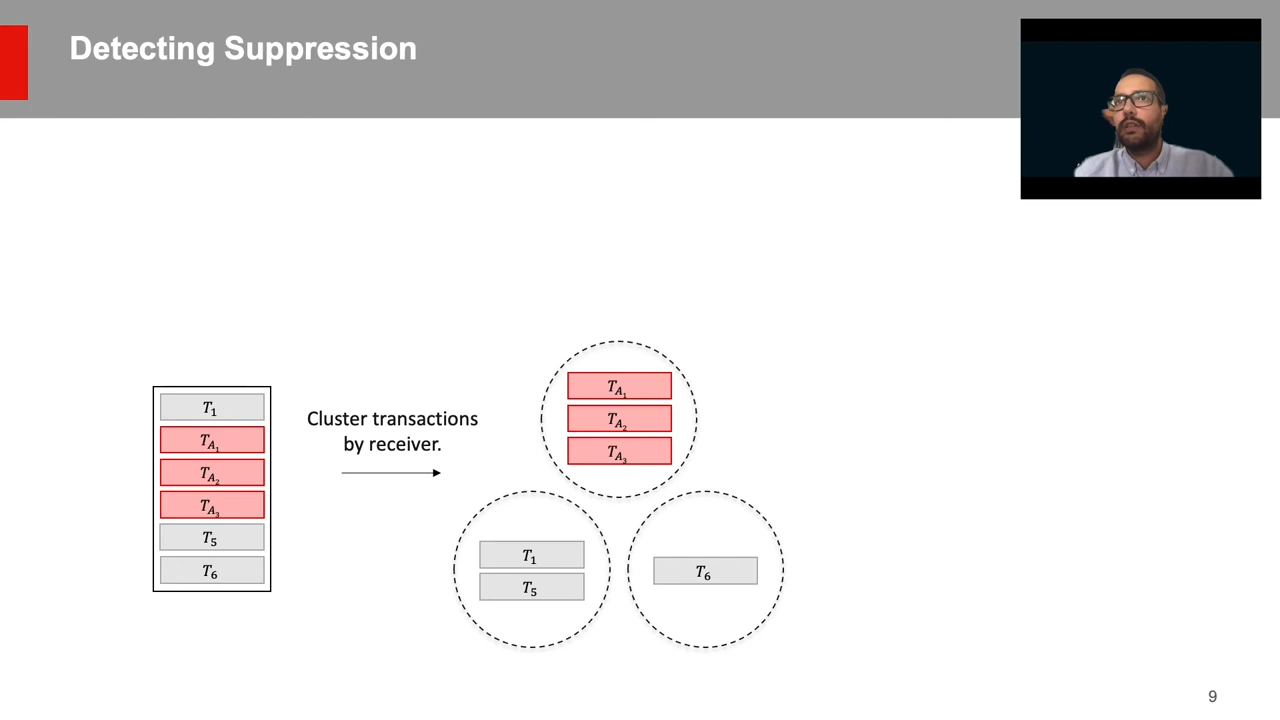 Detecting Suppression
T1
TA1
TA2
TA3
T5
T6
Cluster transactions
by receiver.
TA1
TA2
TA3
T1
T5
T6
9